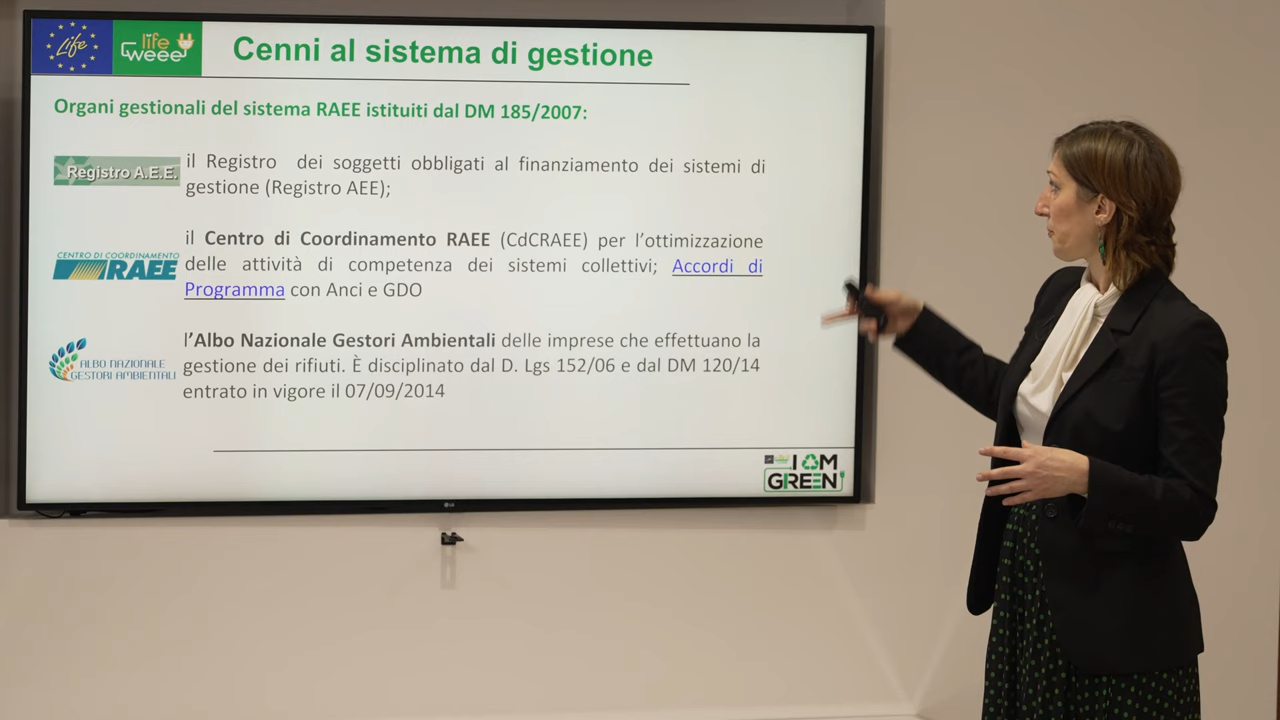 Life
life
weee
Cenni al sistema di gestione
Organi gestionali del sistema RAEE istituiti dal DM 185/2007:
Registro A.E.E.
il Registro dei soggetti obbligati al finanziamento dei sistemi di
gestione (Registro AEE);
CENTRO DI COORDINAMENTO
RAEE
il Centro di Coordinamento RAEE (CdCRAEE) per l'ottimizzazione
delle attività di competenza dei sistemi collettivi; Accordi di
Programma con Anci e GDO
ALBO NAZIONALE
GESTORI AMBIENTALI
l'Albo Nazionale Gestori Ambientali delle imprese che effettuano la
gestione dei rifiuti. È disciplinato dal D. Lgs 152/06 e dal DM 120/14
entrato in vigore il 07/09/2014
I AM
GREEN
LG